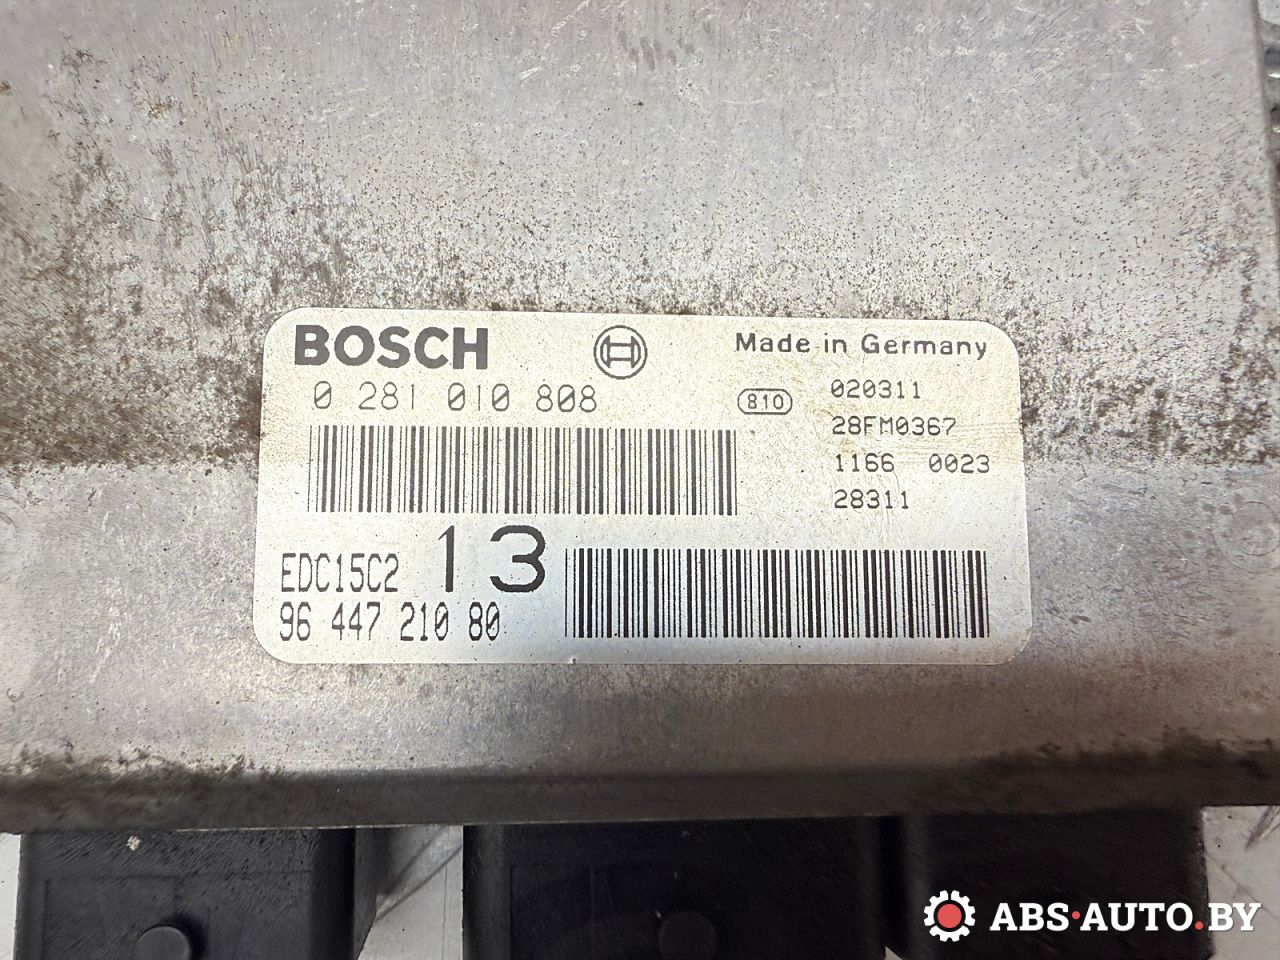 BOSCH
Made in Germany
0 281 010 808
810
020311
28FM0367
1166 0023
28311
EDC15C2 13
96 447 210 80
ABS·AUTO.BY